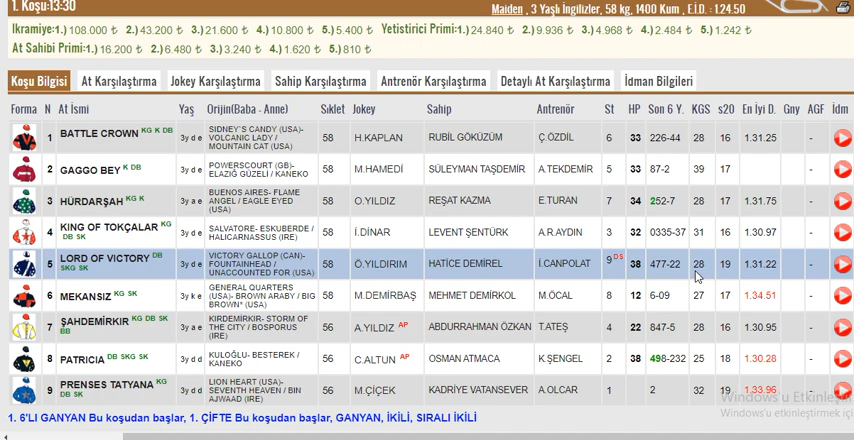 1. Koşu:13:30
Maiden , 3 Yaşlı İngilizler, 58 kg, 1400 Kum , E.İ.D. : 1.24.50
İkramiye:1.) 108.000 ₺ 2.) 43.200 ₺ 3.) 21.600 ₺ 4.) 10.800 ₺ 5.) 5.400 ₺ Yetistirici Primi:1.) 24.840 ₺ 2.) 9.936 ₺ 3.) 4.968 ₺ 4.) 2.484 ₺ 5.) 1.242 ₺
At Sahibi Primi:1.) 16.200 ₺ 2.) 6.480 ₺ 3.) 3.240 ₺ 4.) 1.620 ₺ 5.) 810 ₺
Koşu Bilgisi At Karşılaştırma Jokey Karşılaştırma Sahip Karşılaştırma Antrenör Karşılaştırma Detaylı At Karşılaştırma İdman Bilgileri
Forma N At İsmi Yaş Orijin(Baba - Anne) Sıklet Jokey Sahip Antrenör St HP Son 6 Y. KGS s20 En İyi D. Gny AGF İdm
1 BATTLE CROWN KG K DB 3y d e SIDNEY'S CANDY (USA)- VOLCANIC LADY / MOUNTAIN CAT (USA) 58 H.KAPLAN RUBİL GÖKÜZÜM Ç.ÖZDİL 6 33 226-44 28 16 1.31.25 -
2 GAGGO BEY K DB 3y d e POWERSCOURT (GB)- ELAZIĞ GÜZELİ / KANEKO 58 M.HAMEDİ SÜLEYMAN TAŞDEMİR A.TEKDEMİR 5 33 87-2 39 17 -
3 HÜRDARŞAH KG K 3y a e BUENOS AIRES- FLAME ANGEL / EAGLE EYED (USA) 58 O.YILDIZ REŞAT KAZMA E.TURAN 7 34 252-7 28 17 1.31.75 -
4 KING OF TOKÇALAR KG DB SK 3y d e SALVATORE- ESKUBERDE / HALICARNASSUS (IRE) 58 İ.DİNAR LEVENT ŞENTÜRK A.R.AYDIN 3 32 0335-37 31 16 1.30.97 -
5 LORD OF VICTORY DB SKG SK 3y d e VICTORY GALLOP (CAN)- FOUNTAINHEAD / UNACCOUNTED FOR (USA) 58 Ö.YILDIRIM HATİCE DEMİREL İ.CANPOLAT 9 DS 38 477-22 28 19 1.31.22 -
6 MEKANSIZ KG SK 3y k e GENERAL QUARTERS (USA)- BROWN ARABY / BIG BROWN* (USA) 58 M.DEMİRBAŞ MEHMET DEMİRKOL M.ÖCAL 8 12 6-09 27 17 1.34.51 -
7 ŞAHDEMİRKIR KG DB SK BB 3y a e KIRDEMİRKIR- STORM OF THE CITY / BOSPORUS (IRE) 56 A.YILDIZ AP ABDURRAHMAN ÖZKAN T.ATEŞ 4 22 847-5 28 16 1.30.95 -
8 PATRICIA DB SKG SK 3y d d KULOĞLU- BESTEREK / KANEKO 56 C.ALTUN AP OSMAN ATMACA K.ŞENGEL 2 38 498-232 25 18 1.30.28 -
9 PRENSES TATYANA KG DB SK 3y d d LION HEART (USA)- SEVENTH HEAVEN / BIN AJWAAD (IRE) 56 M.ÇİÇEK KADRİYE VATANSEVER A.OLCAR 1 2 32 19 1.33.96 -
Windows'u Etkinleştir
Windows'u etkinleştirmek içi
1. 6'LI GANYAN Bu koşudan başlar, 1. ÇİFTE Bu koşudan başlar, GANYAN, İKİLİ, SIRALI İKİLİ